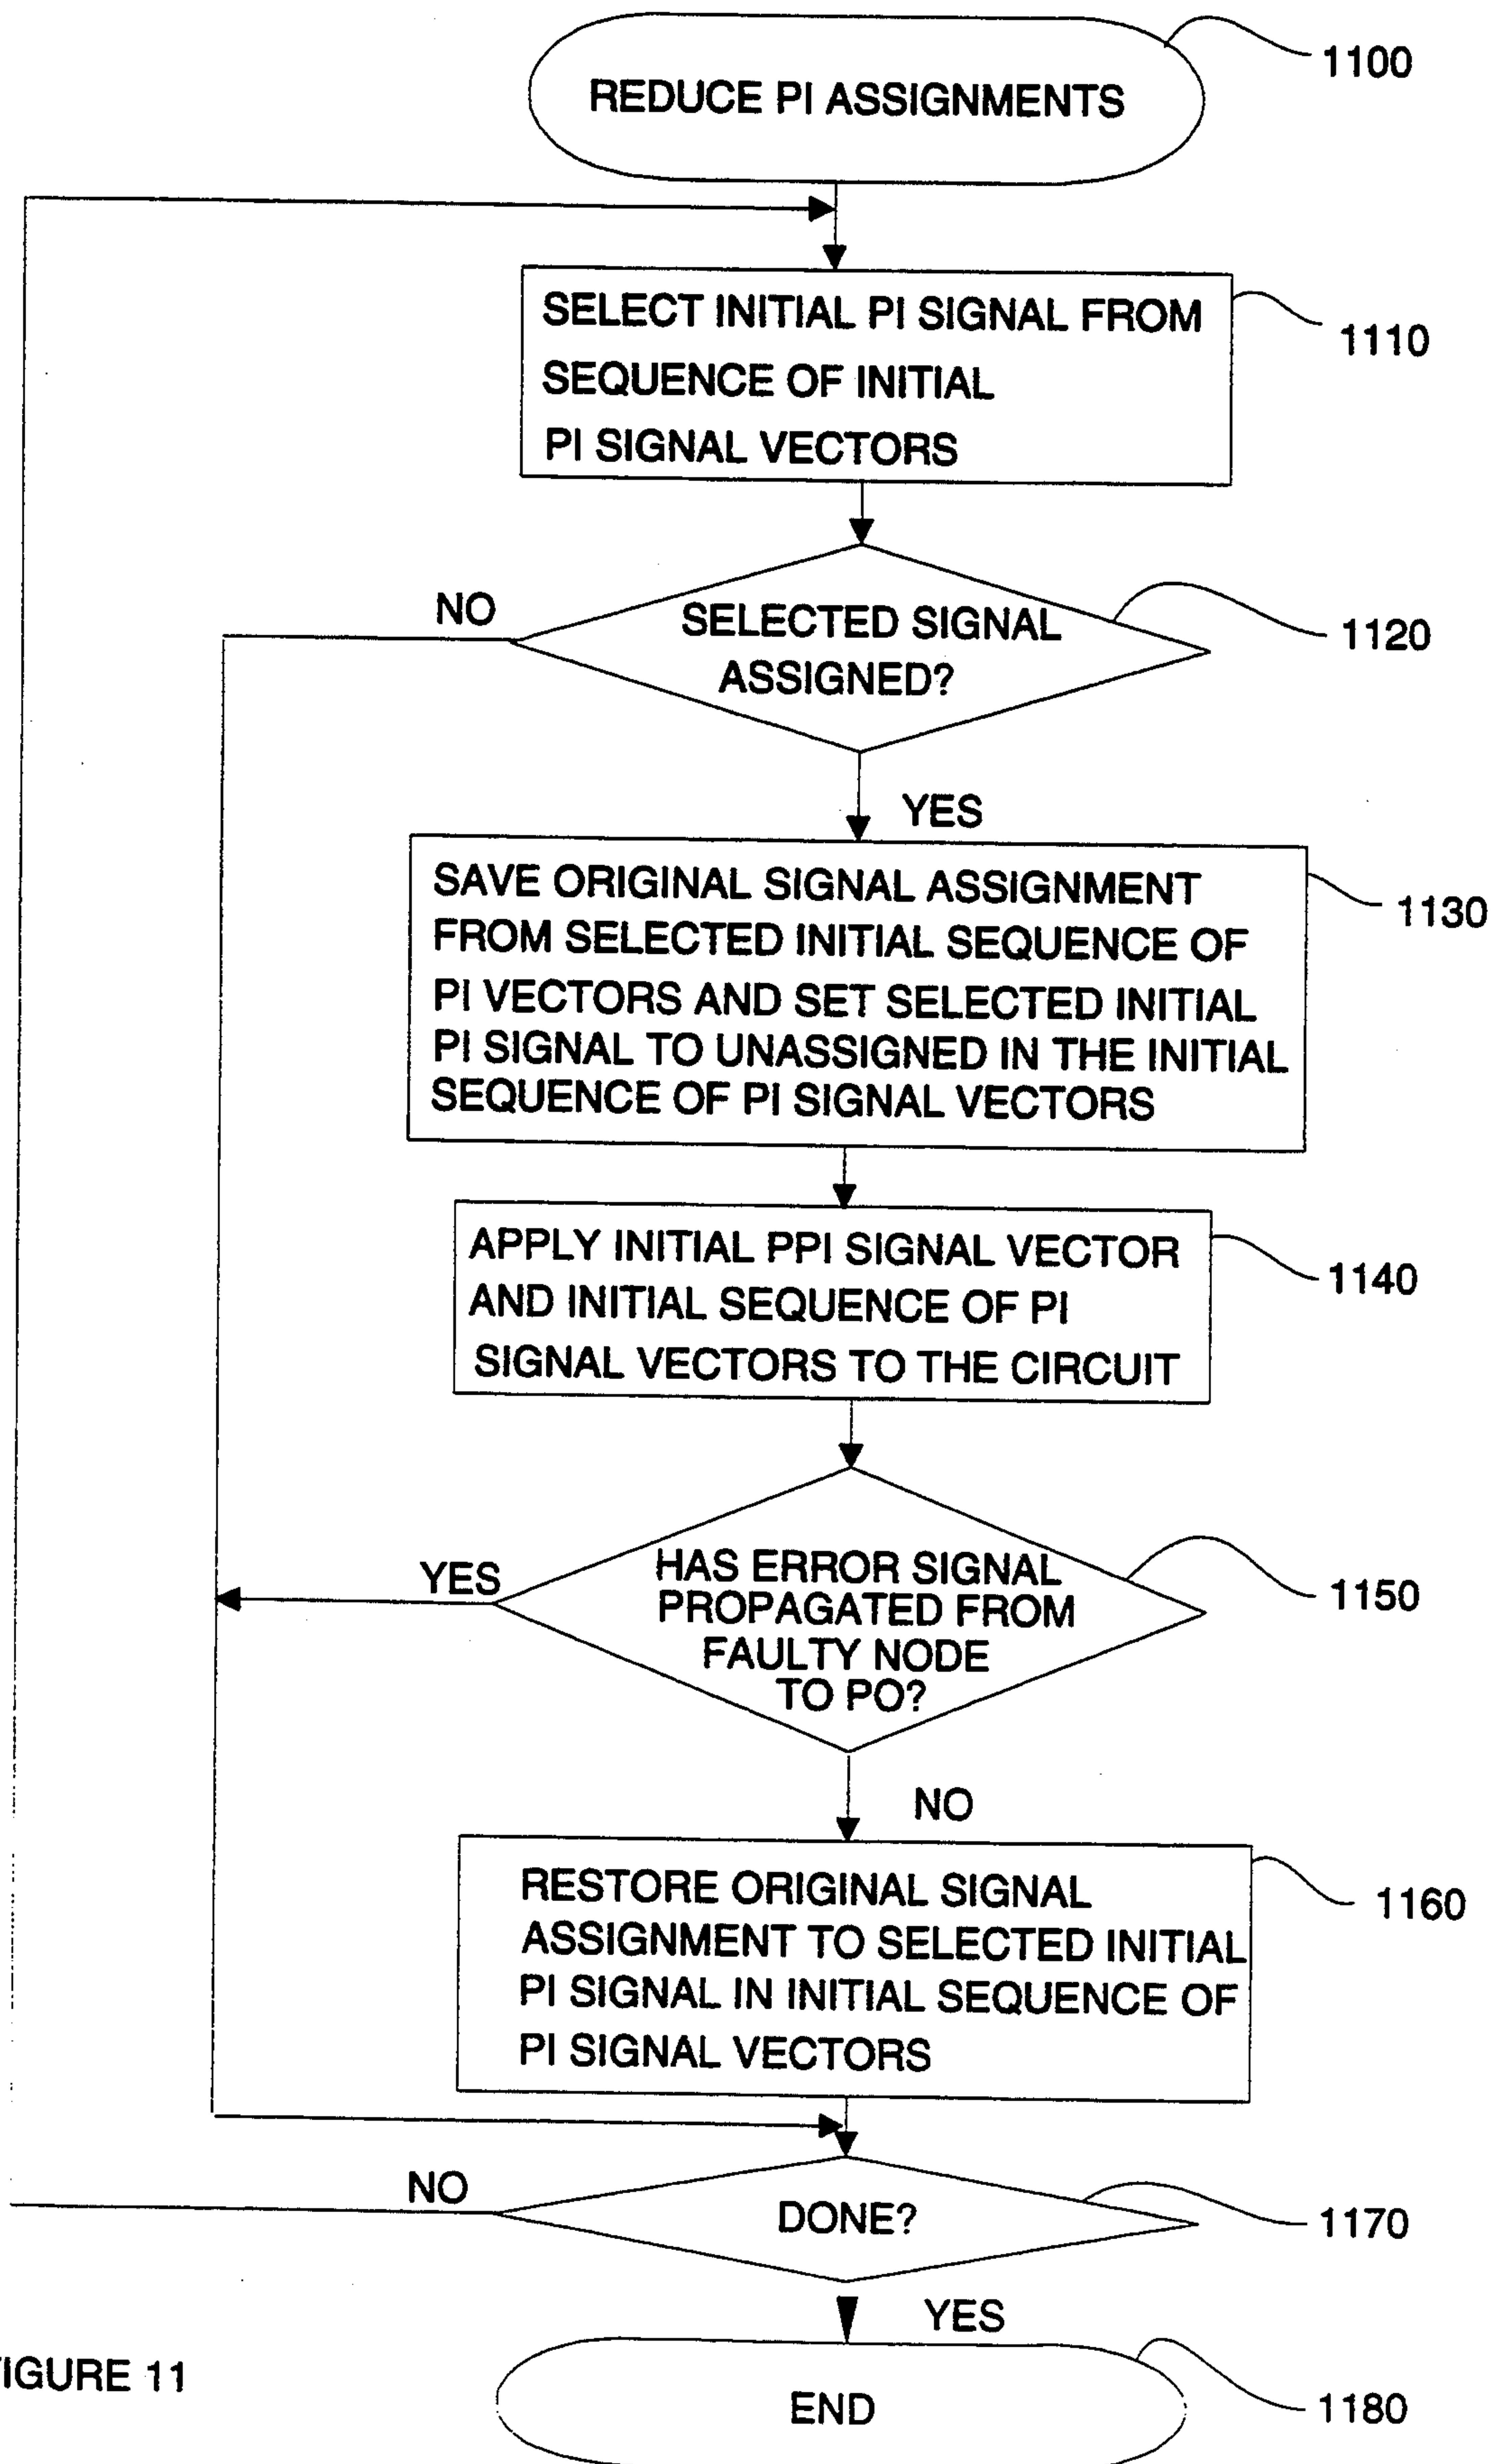 REDUCE PI ASSIGNMENTS
1100
SELECT INITIAL PI SIGNAL FROM
SEQUENCE OF INITIAL
PI SIGNAL VECTORS
1110
NO
SELECTED SIGNAL
ASSIGNED?
1120
YES
SAVE ORIGINAL SIGNAL ASSIGNMENT
FROM SELECTED INITIAL SEQUENCE OF
PI VECTORS AND SET SELECTED INITIAL
PI SIGNAL TO UNASSIGNED IN THE INITIAL
SEQUENCE OF PI SIGNAL VECTORS
1130
APPLY INITIAL PPI SIGNAL VECTOR
AND INITIAL SEQUENCE OF PI
SIGNAL VECTORS TO THE CIRCUIT
1140
YES
HAS ERROR SIGNAL
PROPAGATED FROM
FAULTY NODE
TO PO?
1150
NO
RESTORE ORIGINAL SIGNAL
ASSIGNMENT TO SELECTED INITIAL
PI SIGNAL IN INITIAL SEQUENCE OF
PI SIGNAL VECTORS
1160
NO
DONE?
1170
YES
END
1180
FIGURE 11